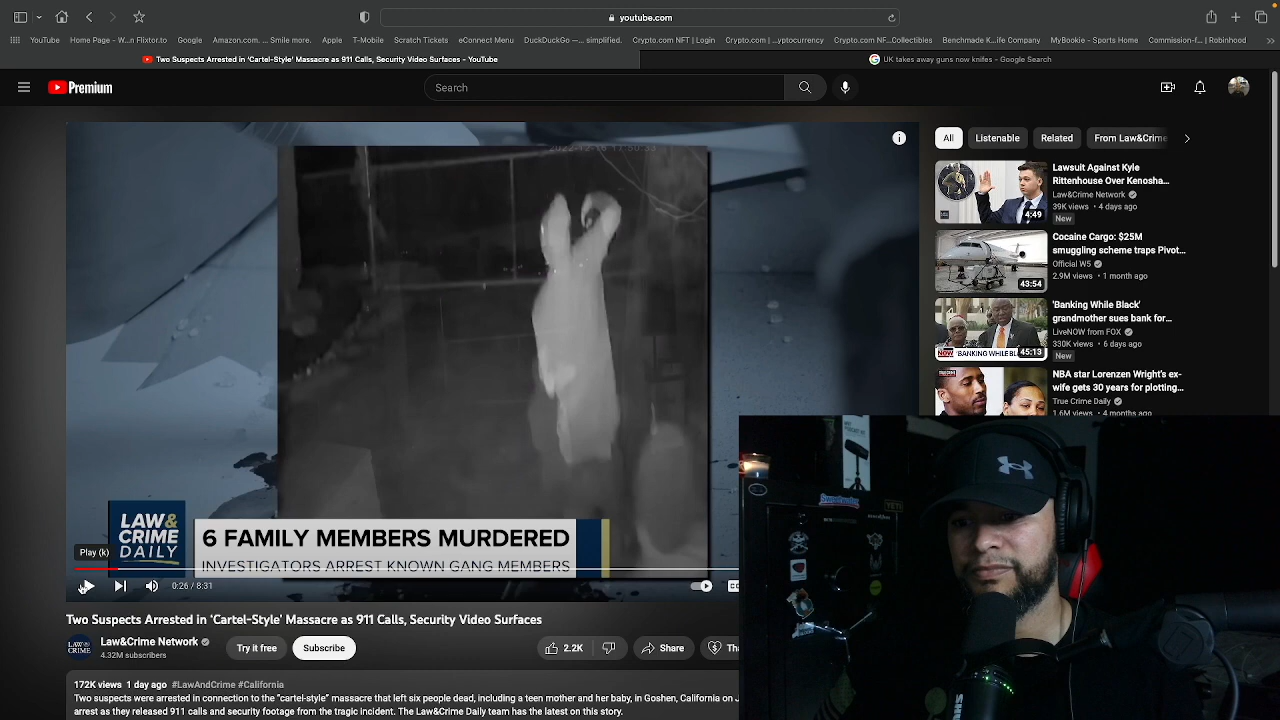 youtube.com
YouTube
Home Page - W...n Flixtor.to
Google
Amazon.com. ... Smile more.
Apple
T-Mobile
Scratch Tickets
eConnect Menu
DuckDuckGo —... simplified.
Crypto.com NFT | Login
Crypto.com | ...yptocurrency
Crypto.com NF...Collectibles
Benchmade K...ife Company
MyBookie - Sports Home
Commission-f... | Robinhood
Two Suspects Arrested in 'Cartel-Style' Massacre as 911 Calls, Security Video Surfaces - YouTube
UK takes away guns now knifes - Google Search
Premium
Search
All
Listenable
Related
From Law&Crime
Lawsuit Against Kyle
Rittenhouse Over Kenosha...
Law&Crime Network
39K views • 4 days ago
New
4:49
Cocaine Cargo: $25M
smuggling scheme traps Pivot...
Official W5
2.9M views • 1 month ago
43:54
'Banking While Black'
grandmother sues bank for...
LiveNOW from FOX
330K views • 6 days ago
New
NOW 'BANKING WHILE BL
45:13
NBA star Lorenzen Wright's ex-
wife gets 30 years for plotting...
True Crime Daily
1.6M views • 4 months ago
LAW&
CRIME
DAILY
6 FAMILY MEMBERS MURDERED
INVESTIGATORS ARREST KNOWN GANG MEMBERS
Play (k)
0:26 / 8:31
Two Suspects Arrested in 'Cartel-Style' Massacre as 911 Calls, Security Video Surfaces
Law&Crime Network
4.32M subscribers
Try it free
Subscribe
2.2K
Share
172K views 1 day ago #LawAndCrime #California
Two suspects were arrested in connection to the "cartel-style" massacre that left six people dead, including a teen mother and her baby, in Goshen, California on J
arrest as they released 911 calls and security footage from the tragic incident. The Law&Crime Daily team has the latest on this story.
Sweetwater
YETI